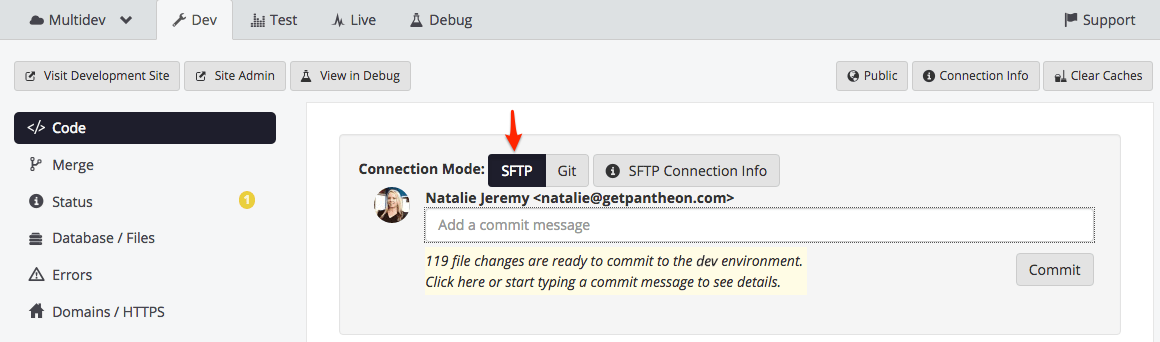 Multidev Dev Test Live Debug Support
Visit Development Site Site Admin View in Debug Public Connection Info Clear Caches
</> Code
Merge
Status 1
Database / Files
Errors
Domains / HTTPS
Connection Mode: SFTP Git SFTP Connection Info
Natalie Jeremy <natalie@getpantheon.com>
Add a commit message
119 file changes are ready to commit to the dev environment.
Click here or start typing a commit message to see details.
Commit